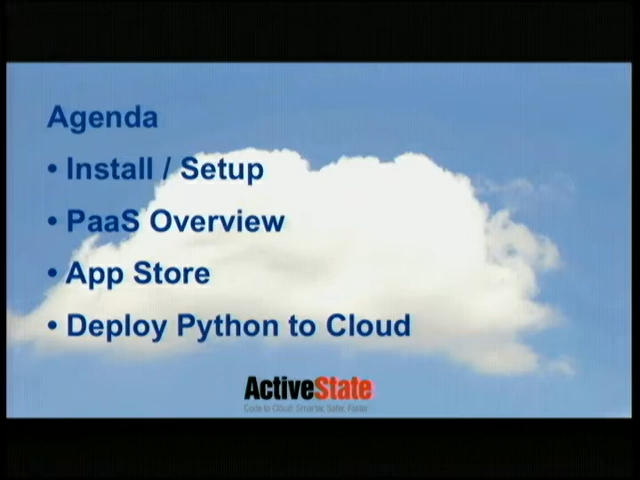 Agenda
• Install / Setup
• PaaS Overview
• App Store
• Deploy Python to Cloud
ActiveState
Code to Cloud: Smarter, Safer, Faster